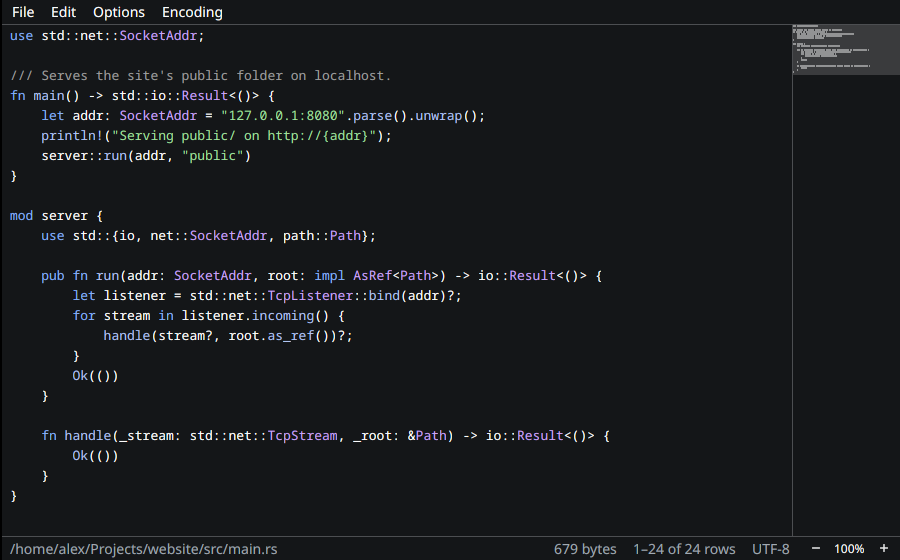 File Edit Options Encoding
use std::net::SocketAddr;
/// Serves the site's public folder on localhost.
fn main() -> std::io::Result<()> {
    let addr: SocketAddr = "127.0.0.1:8080".parse().unwrap();
    println!("Serving public/ on http://{addr}");
    server::run(addr, "public")
}
mod server {
    use std::{io, net::SocketAddr, path::Path};
    pub fn run(addr: SocketAddr, root: impl AsRef<Path>) -> io::Result<()> {
        let listener = std::net::TcpListener::bind(addr)?;
        for stream in listener.incoming() {
            handle(stream?, root.as_ref())?;
        }
        Ok(())
    }
    fn handle(_stream: std::net::TcpStream, _root: &Path) -> io::Result<()> {
        Ok(())
    }
}
/home/alex/Projects/website/src/main.rs 679 bytes 1–24 of 24 rows UTF-8 − 100% +